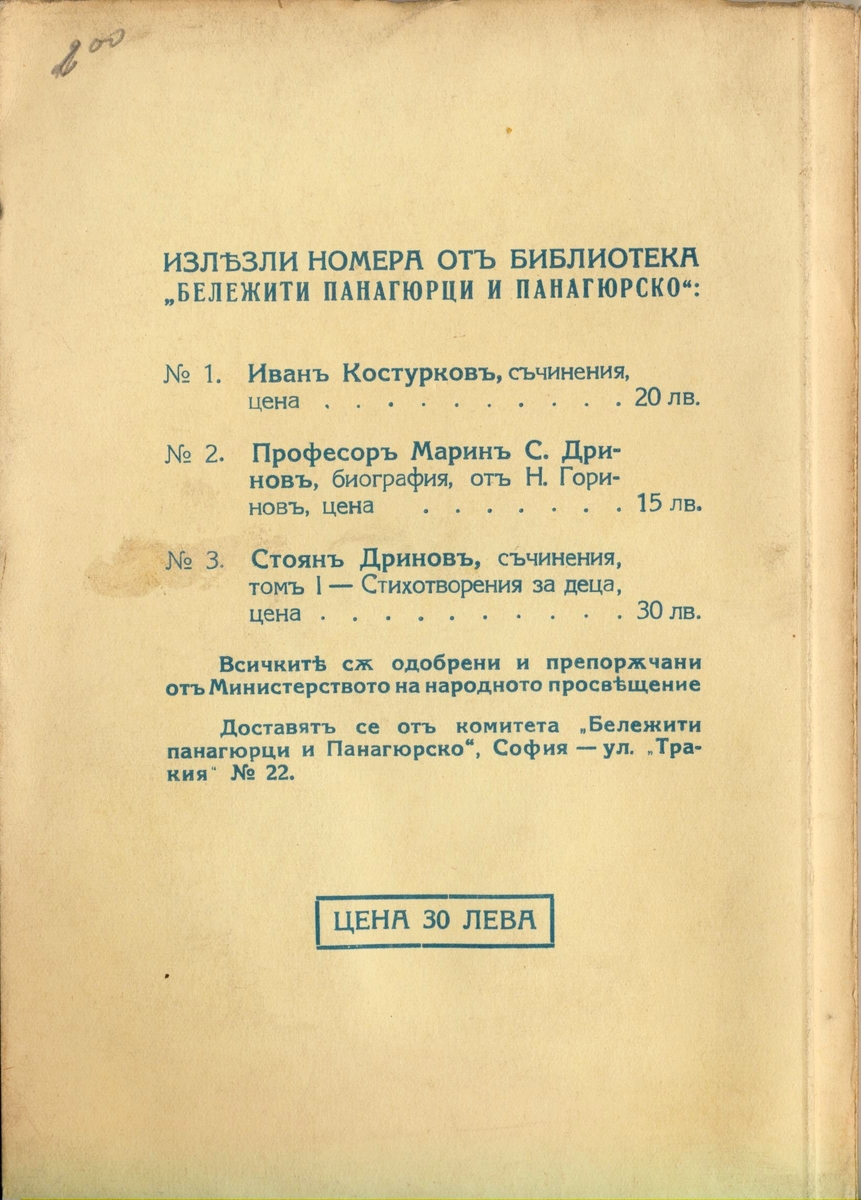 200
ИЗЛѢЗЛИ НОМЕРА ОТЪ БИБЛИОТЕКА
„БЕЛЕЖИТИ ПАНАГЮРЦИ И ПАНАГЮРСКО“:
№ 1. Иванъ Костурковъ, съчинения,
цена . . . . . . . . . . 20 лв.
№ 2. Професоръ Маринъ С. Дри-
новъ, биография, отъ Н. Гори-
новъ, цена . . . . . . . 15 лв.
№ 3. Стоянъ Дриновъ, съчинения,
томъ I — Стихотворения за деца,
цена . . . . . . . . . . 30 лв.
Всичкитѣ сѫ одобрени и препорѫчани
отъ Министерството на народното просвѣщение
Доставятъ се отъ комитета „Бележити
панагюрци и Панагюрско“, София — ул. „Тра-
кия“ № 22.
ЦЕНА 30 ЛЕВА